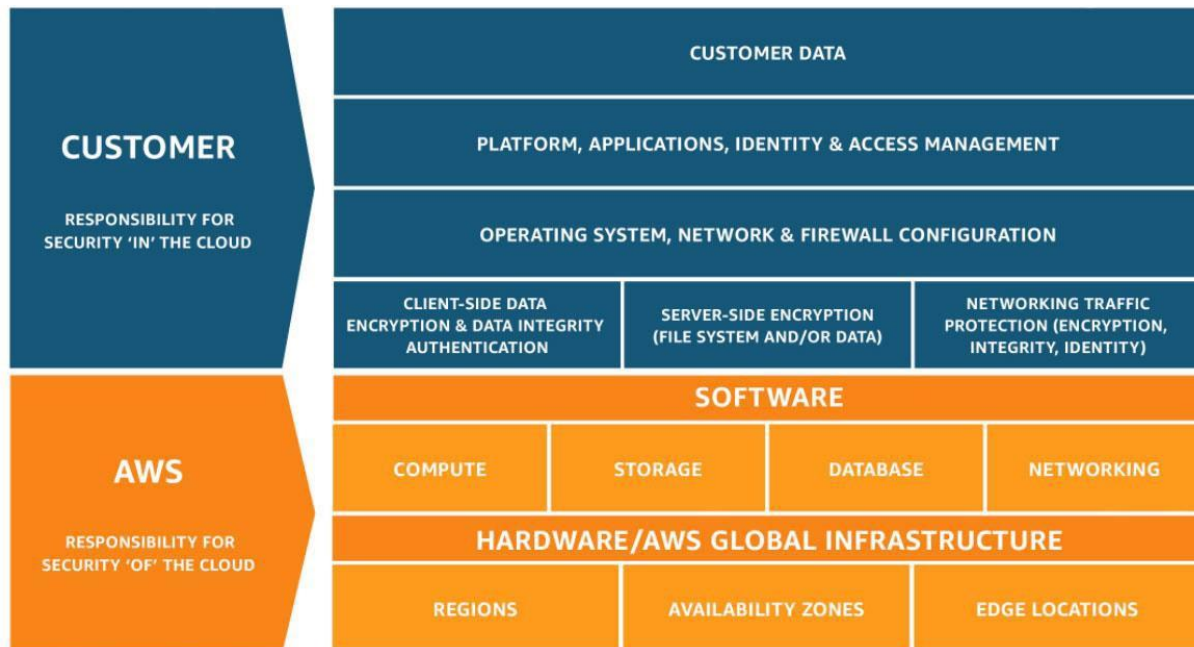 CUSTOMER
RESPONSIBILITY FOR
SECURITY ‘IN’ THE CLOUD
CUSTOMER DATA
PLATFORM, APPLICATIONS, IDENTITY & ACCESS MANAGEMENT
OPERATING SYSTEM, NETWORK & FIREWALL CONFIGURATION
CLIENT-SIDE DATA
ENCRYPTION & DATA INTEGRITY
AUTHENTICATION
SERVER-SIDE ENCRYPTION
(FILE SYSTEM AND/OR DATA)
NETWORKING TRAFFIC
PROTECTION (ENCRYPTION,
INTEGRITY, IDENTITY)
AWS
RESPONSIBILITY FOR
SECURITY ‘OF’ THE CLOUD
SOFTWARE
COMPUTE
STORAGE
DATABASE
NETWORKING
HARDWARE/AWS GLOBAL INFRASTRUCTURE
REGIONS
AVAILABILITY ZONES
EDGE LOCATIONS